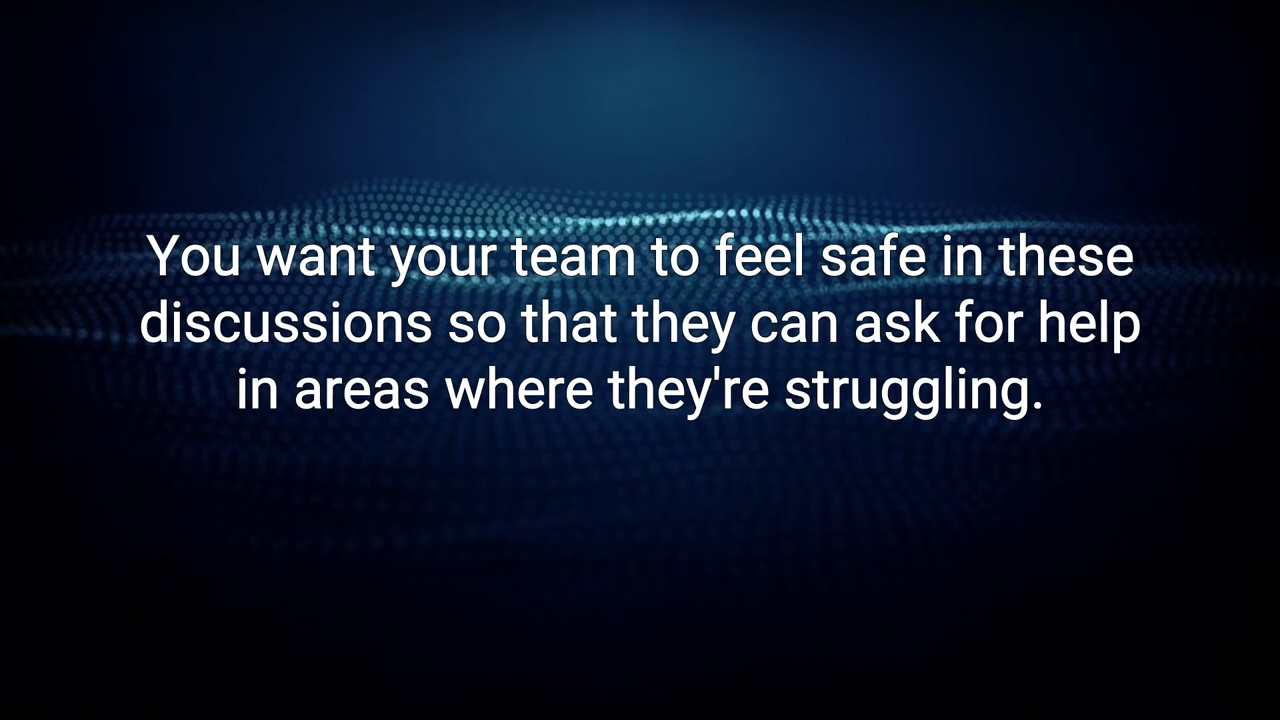 You want your team to feel safe in these
discussions so that they can ask for help
in areas where they're struggling.